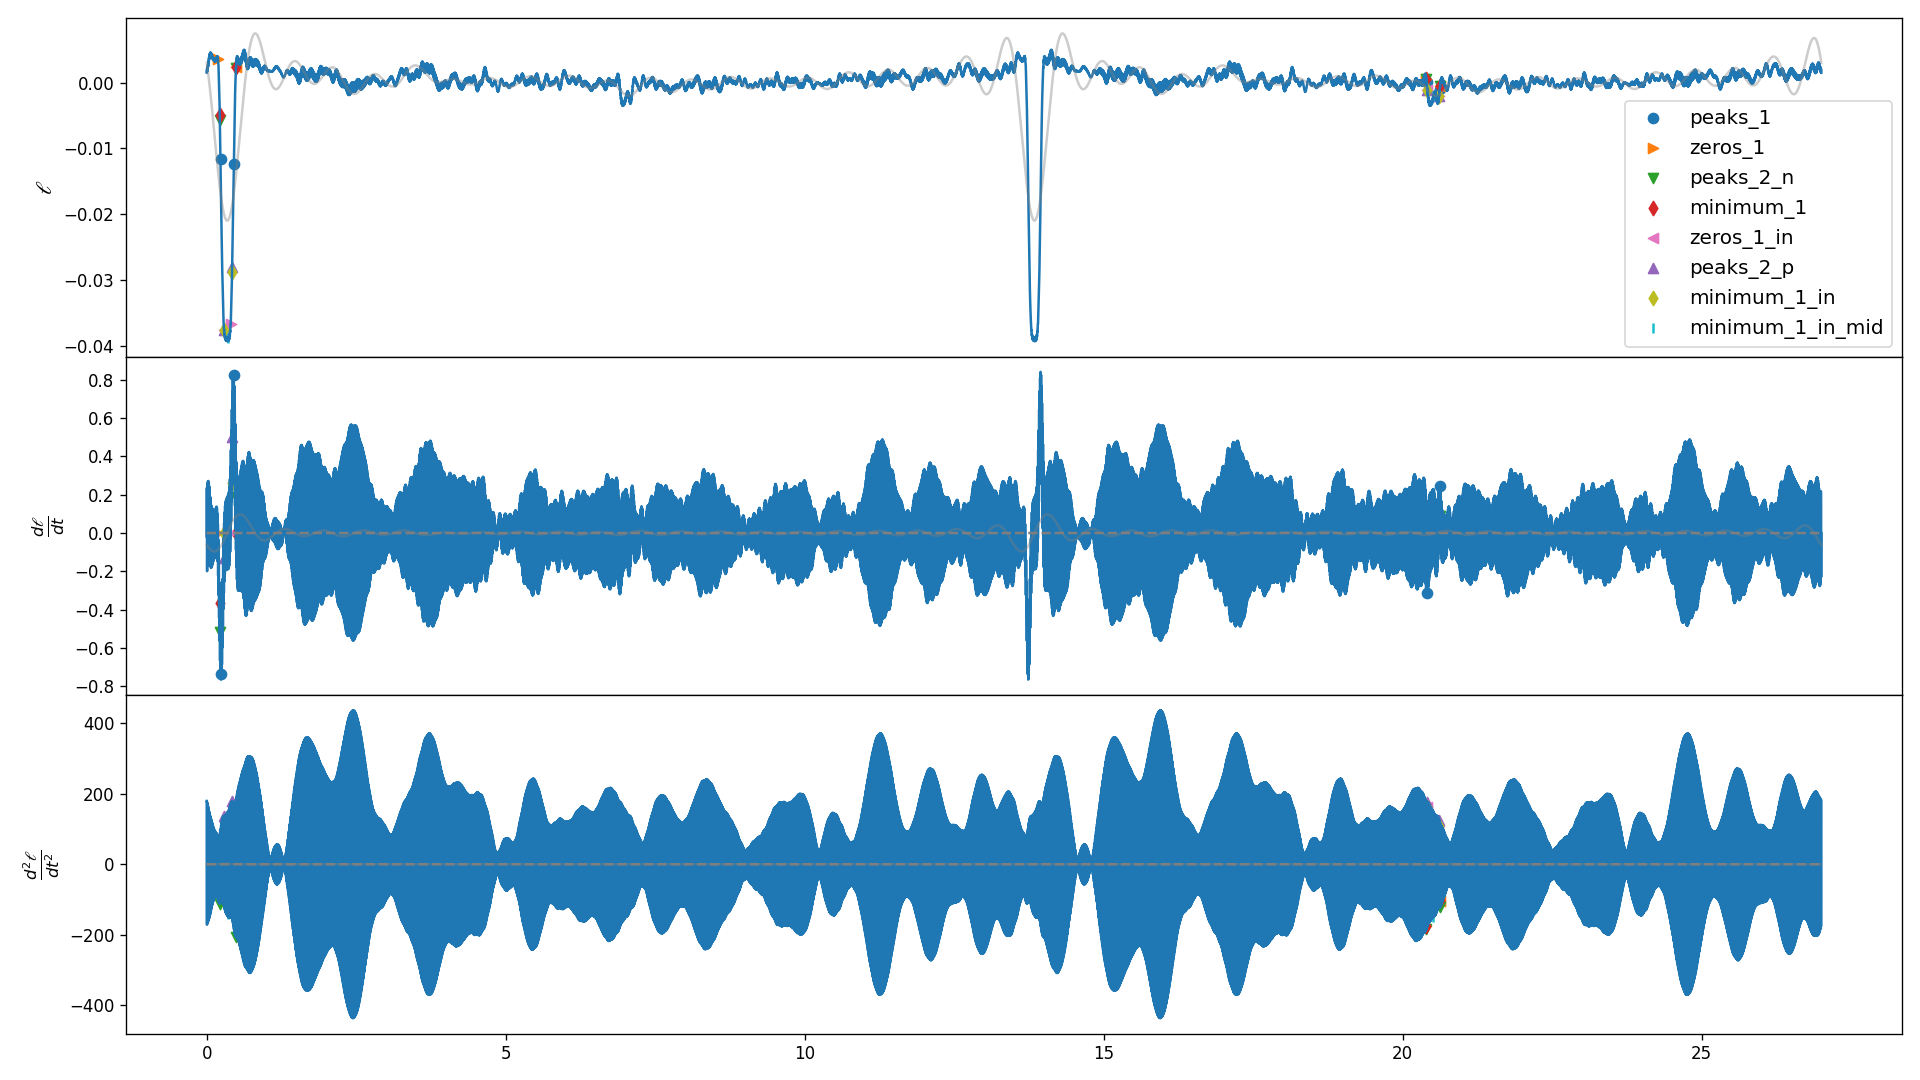 0.00
−0.01
−0.02
−0.03
−0.04
ℓ
peaks_1
zeros_1
peaks_2_n
minimum_1
zeros_1_in
peaks_2_p
minimum_1_in
minimum_1_in_mid
0.8
0.6
0.4
0.2
0.0
−0.2
−0.4
−0.6
−0.8
dℓ
dt
400
200
0
−200
−400
d²ℓ
dt²
0 5 10 15 20 25